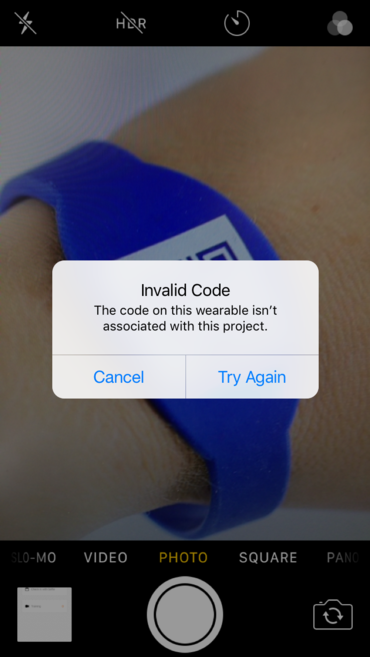 HDR
Invalid Code
The code on this wearable isn't
associated with this project.
Cancel Try Again
SLO-MO VIDEO PHOTO SQUARE PANO